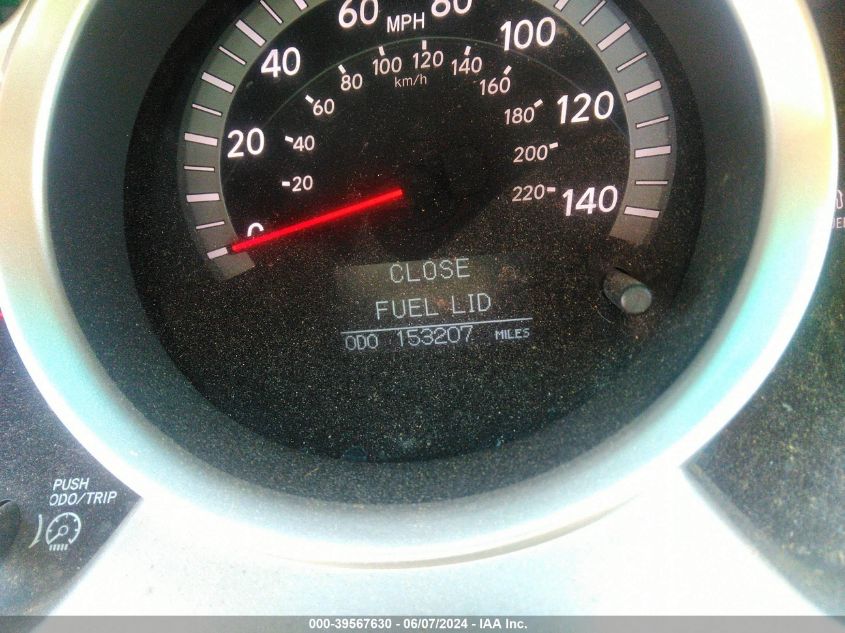 60 MPH 80
40 100
80 100 120 140
km/h
60 160
20 120
40 180
200
20 220 140
0
CLOSE
FUEL LID
ODO 153207 MILES
PUSH
ODO/TRIP
000-39567630 - 06/07/2024 - IAA Inc.